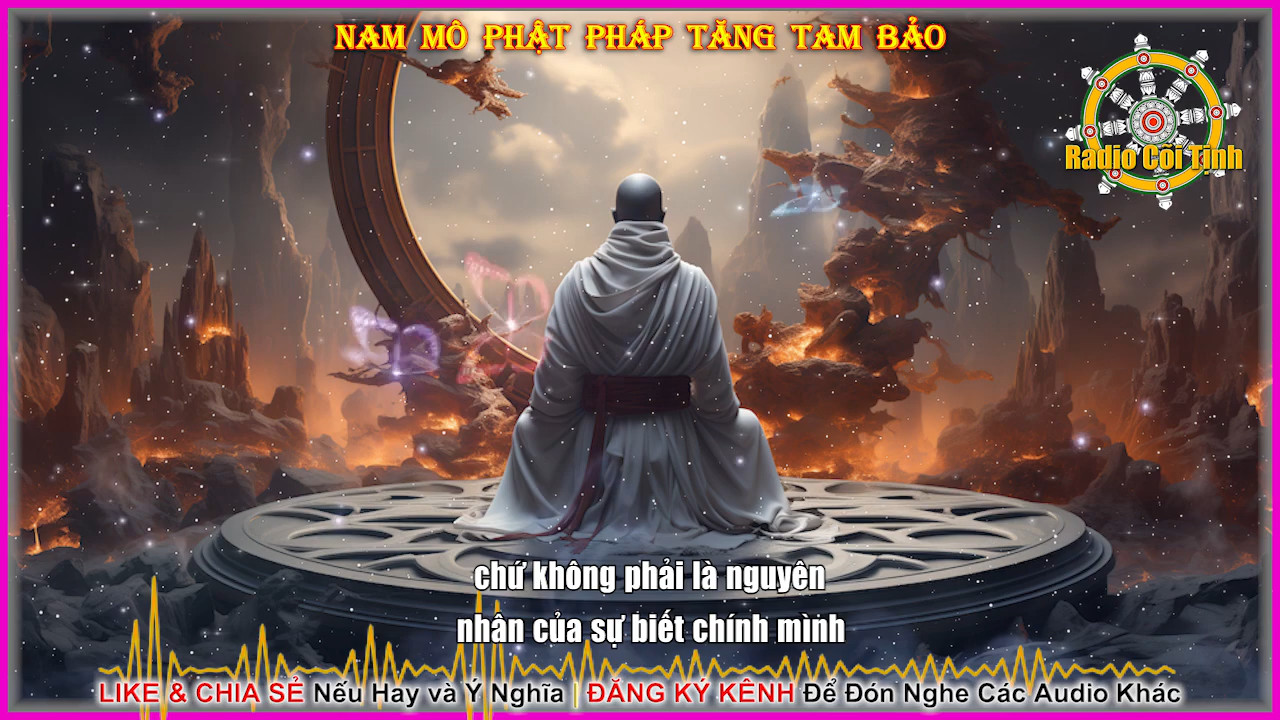 NAM MÔ PHẬT PHÁP TĂNG TAM BẢO
Radio Cõi Tịnh
chứ không phải là nguyên
nhân của sự biết chính mình
LIKE & CHIA SẺ Nếu Hay và Ý Nghĩa | ĐĂNG KÝ KÊNH Để Đón Nghe Các Audio Khác